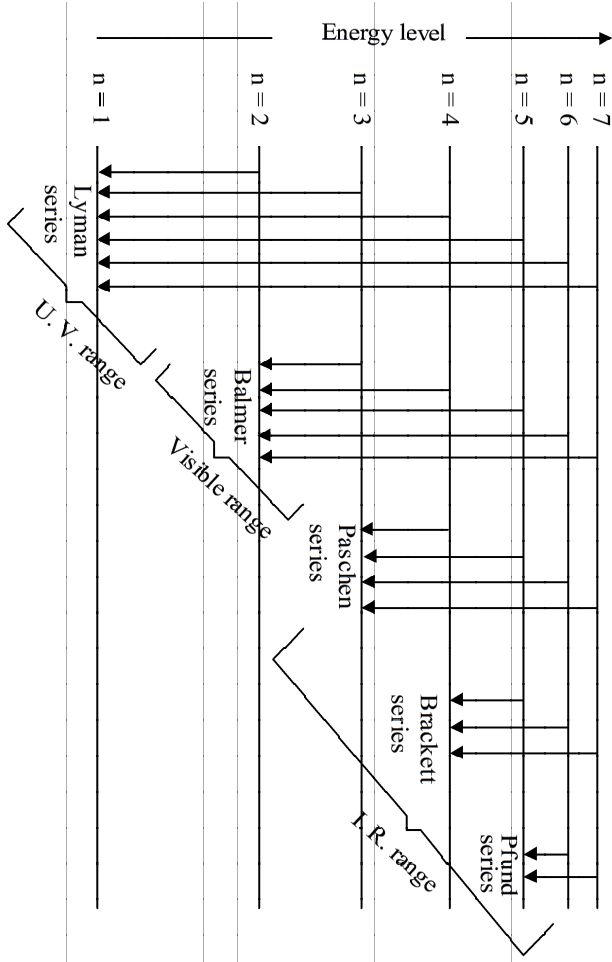 Energy level
n = 7
n = 6
n = 5
n = 4
n = 3
n = 2
n = 1
Lyman
series
U. V. range
Balmer
series
Visible range
Paschen
series
Brackett
series
Pfund
series
I. R. range